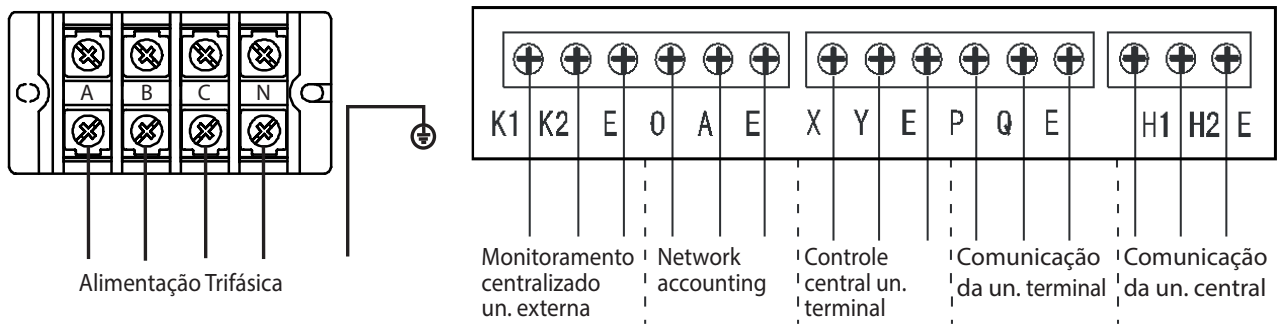 A B C N
K1 K2 E O A E X Y E P Q E H1 H2 E
Alimentação Trifásica
Monitoramento
centralizado
un. externa
Network
accounting
Controle
central un.
terminal
Comunicação
da un. terminal
Comunicação
da un. central